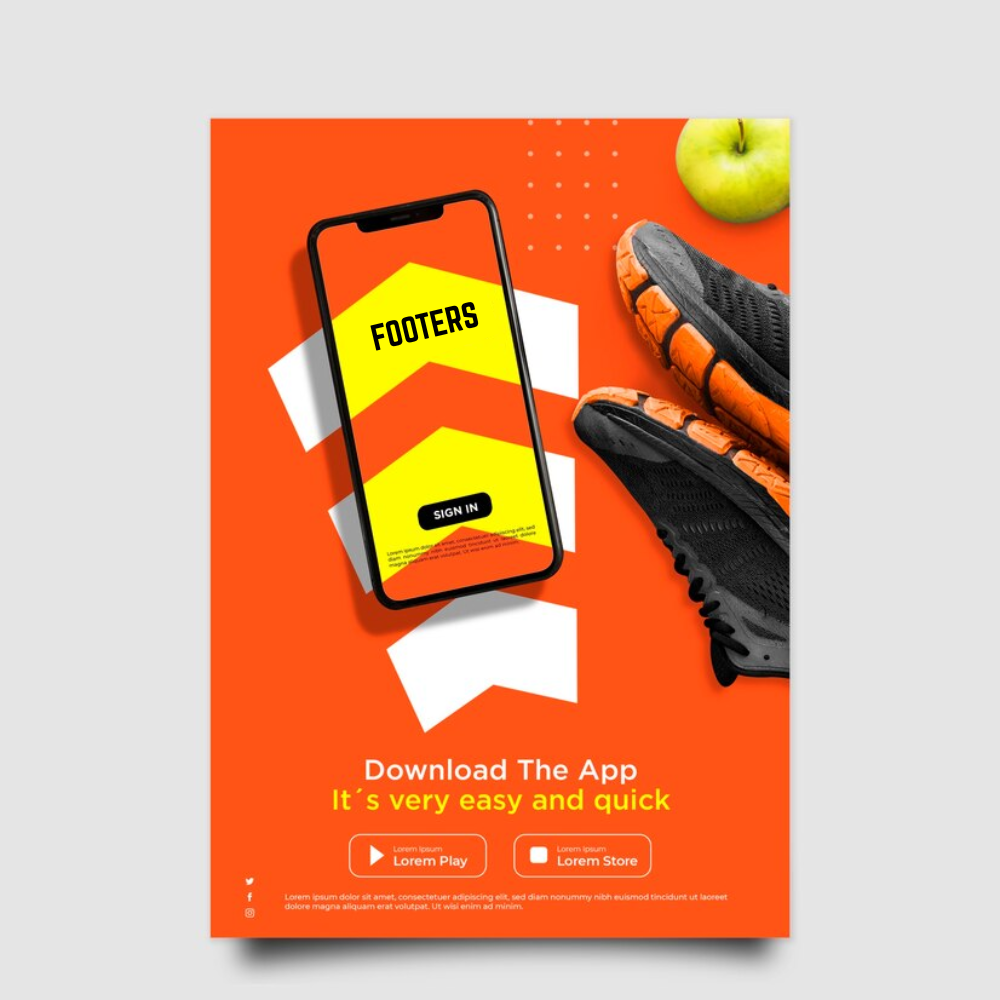 FOOTERS
SIGN IN
Lorem ipsum dolor sit amet, consectetuer adipiscing elit, sed
diam nonummy nibh euismod tincidunt ut laoreet dolore
magna aliquam erat volutpat. Ut wisi enim ad minim.
Download The App
It´s very easy and quick
Lorem Ipsum
Lorem Play
Lorem ipsum
Lorem Store
Lorem ipsum dolor sit amet, consectetuer adipiscing elit, sed diam nonummy nibh euismod tincidunt ut laoreet
dolore magna aliquam erat volutpat. Ut wisi enim ad minim.